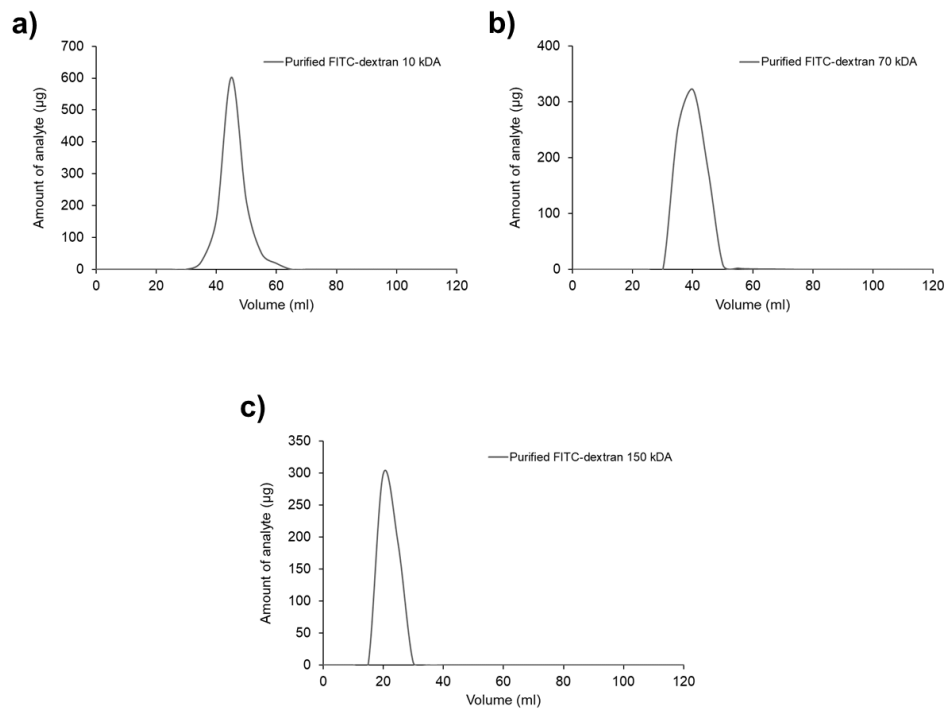 a)
700
600
500
400
300
200
100
0
Amount of analyte (µg)
Purified FITC-dextran 10 kDA
0 20 40 60 80 100 120
Volume (ml)
b)
400
300
200
100
0
Amount of analyte (µg)
Purified FITC-dextran 70 kDA
0 20 40 60 80 100 120
Volume (ml)
c)
350
300
250
200
150
100
50
0
Amount of analyte (µg)
Purified FITC-dextran 150 kDA
0 20 40 60 80 100 120
Volume (ml)